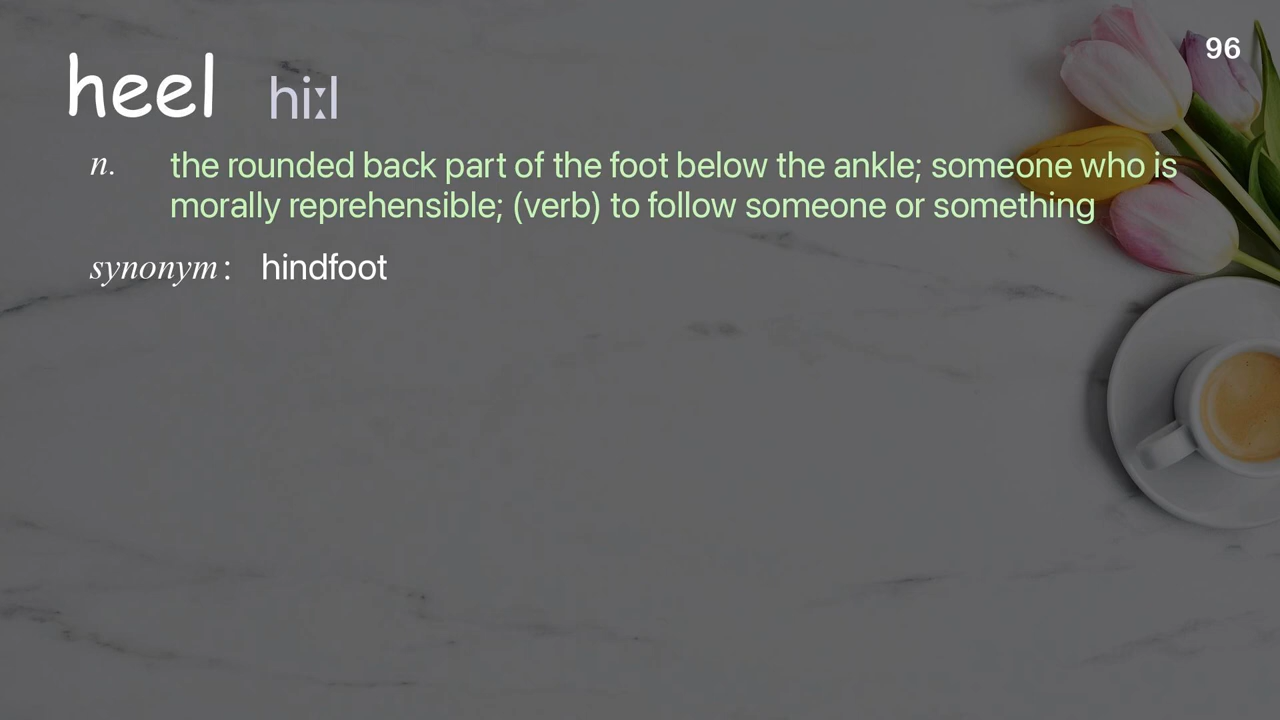 96
heel hiːl
n. the rounded back part of the foot below the ankle; someone who is
morally reprehensible; (verb) to follow someone or something
synonym: hindfoot